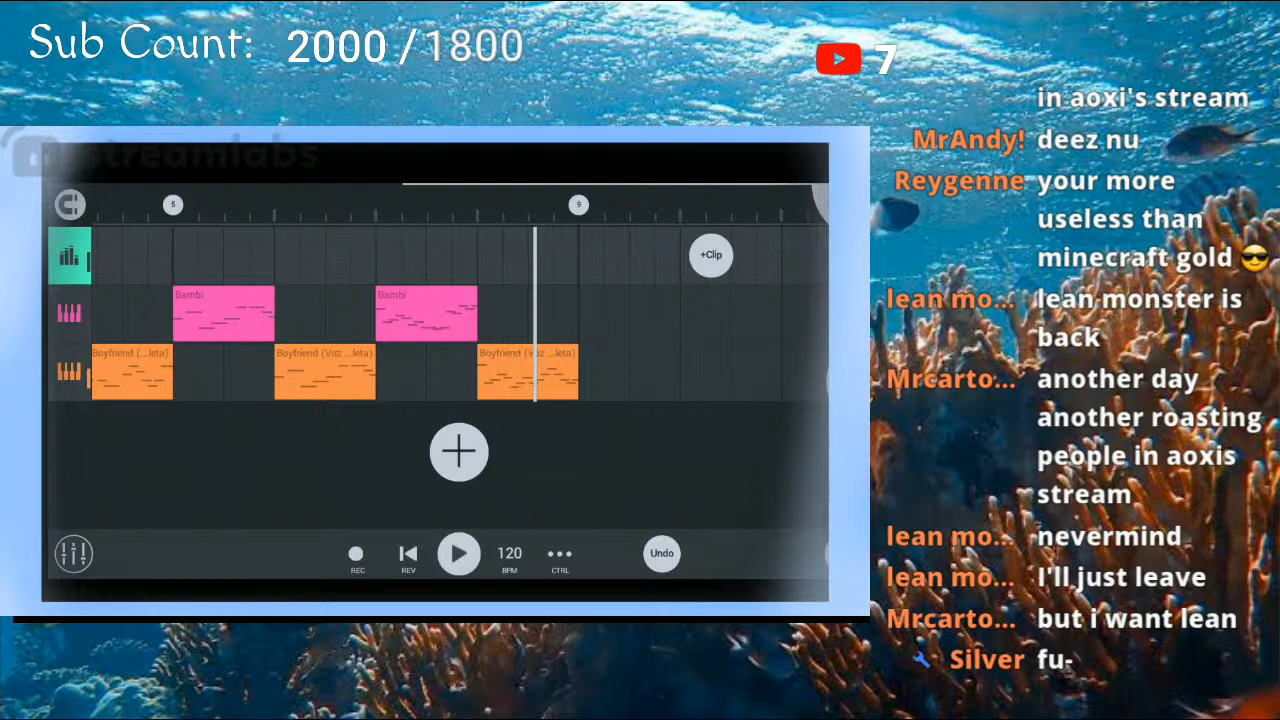 Sub Count: 2000 / 1800
7
streamlabs
5
9
+Clip
Bambi
Bambi
Boyfriend (...leta)
Boyfriend (Voz ...leta)
Boyfriend (Voz ...leta)
REC
REV
120
BPM
CTRL
Undo
in aoxi's stream
MrAndy! deez nu
Reygenne your more
useless than
minecraft gold 😎
lean mo... lean monster is
back
Mrcarto... another day
another roasting
people in aoxis
stream
lean mo... nevermind
lean mo... I'll just leave
Mrcarto... but i want lean
Silver fu-